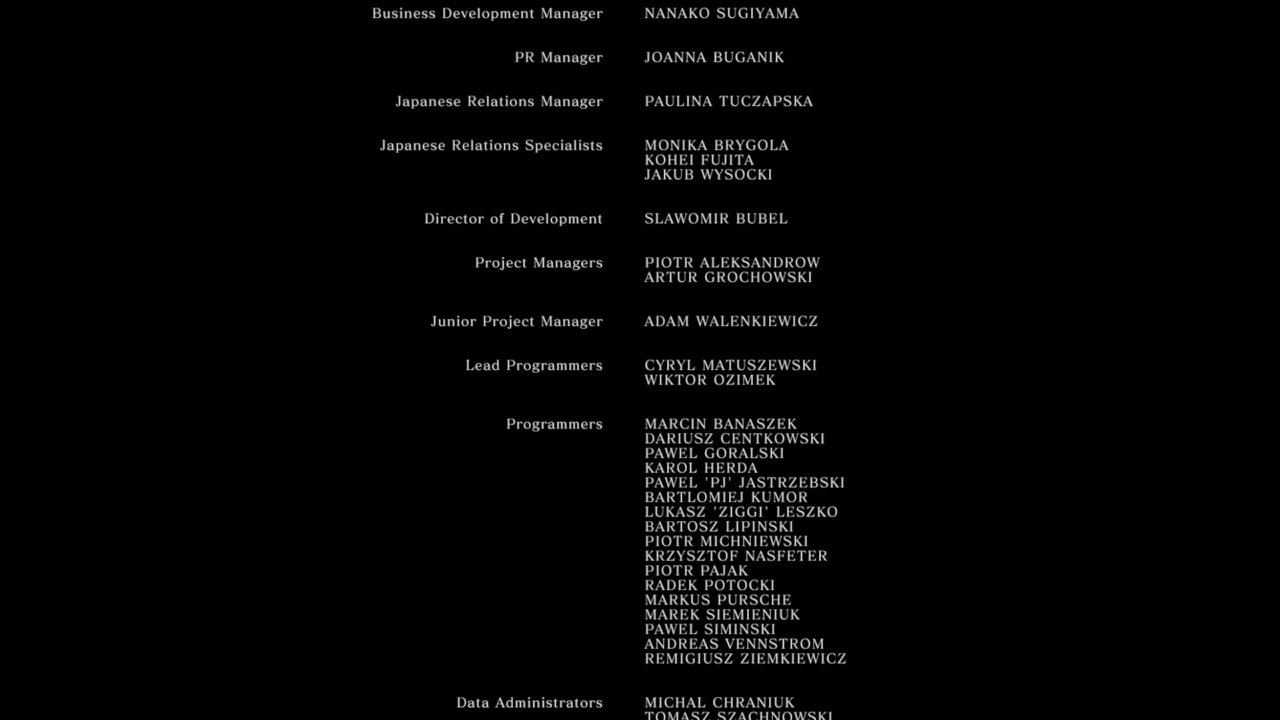 Business Development Manager NANAKO SUGIYAMA
PR Manager JOANNA BUGANIK
Japanese Relations Manager PAULINA TUCZAPSKA
Japanese Relations Specialists MONIKA BRYGOLA
KOHEI FUJITA
JAKUB WYSOCKI
Director of Development SLAWOMIR BUBEL
Project Managers PIOTR ALEKSANDROW
ARTUR GROCHOWSKI
Junior Project Manager ADAM WALENKIEWICZ
Lead Programmers CYRYL MATUSZEWSKI
WIKTOR OZIMEK
Programmers MARCIN BANASZEK
DARIUSZ CENTKOWSKI
PAWEL GORALSKI
KAROL HERDA
PAWEL 'PJ' JASTRZEBSKI
BARTLOMIEJ KUMOR
LUKASZ 'ZIGGI' LESZKO
BARTOSZ LIPINSKI
PIOTR MICHNIEWSKI
KRZYSZTOF NASFETER
PIOTR PAJAK
RADEK POTOCKI
MARKUS PURSCHE
MAREK SIEMIENIUK
PAWEL SIMINSKI
ANDREAS VENNSTROM
REMIGIUSZ ZIEMKIEWICZ
Data Administrators MICHAL CHRANIUK
TOMASZ SZACHNOWSKI